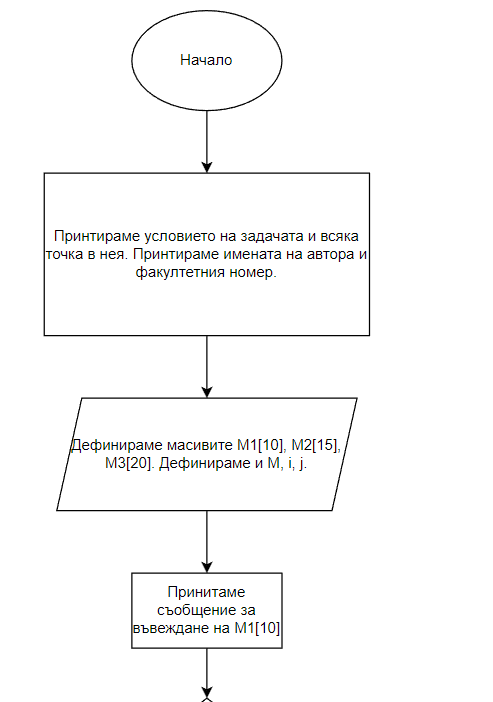 Начало
Принтираме условието на задачата и всяка
точка в нея. Принтираме имената на автора и
факултетния номер.
Дефинираме масивите M1[10], M2[15],
M3[20]. Дефинираме и M, i, j.
Принитаме
съобщение за
въвеждане на M1[10]